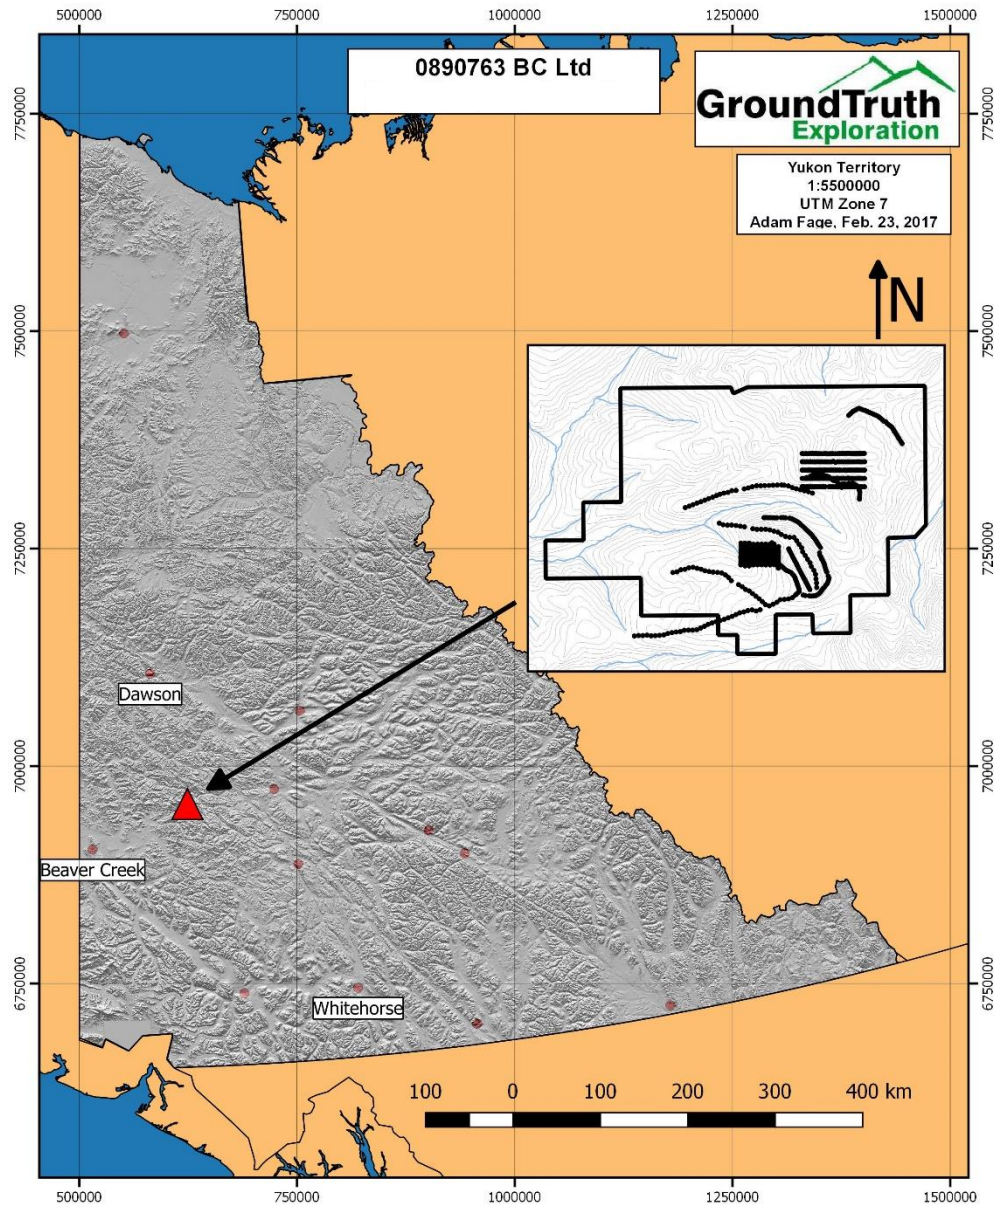 500000 750000 1000000 1250000 1500000
0890763 BC Ltd
GroundTruth
Exploration
Yukon Territory
1:5500000
UTM Zone 7
Adam Fage, Feb. 23, 2017
N
7750000 7750000
7500000 7500000
7250000 7250000
Dawson
7000000 7000000
Beaver Creek
6750000 6750000
Whitehorse
100 0 100 200 300 400 km
500000 750000 1000000 1250000 1500000